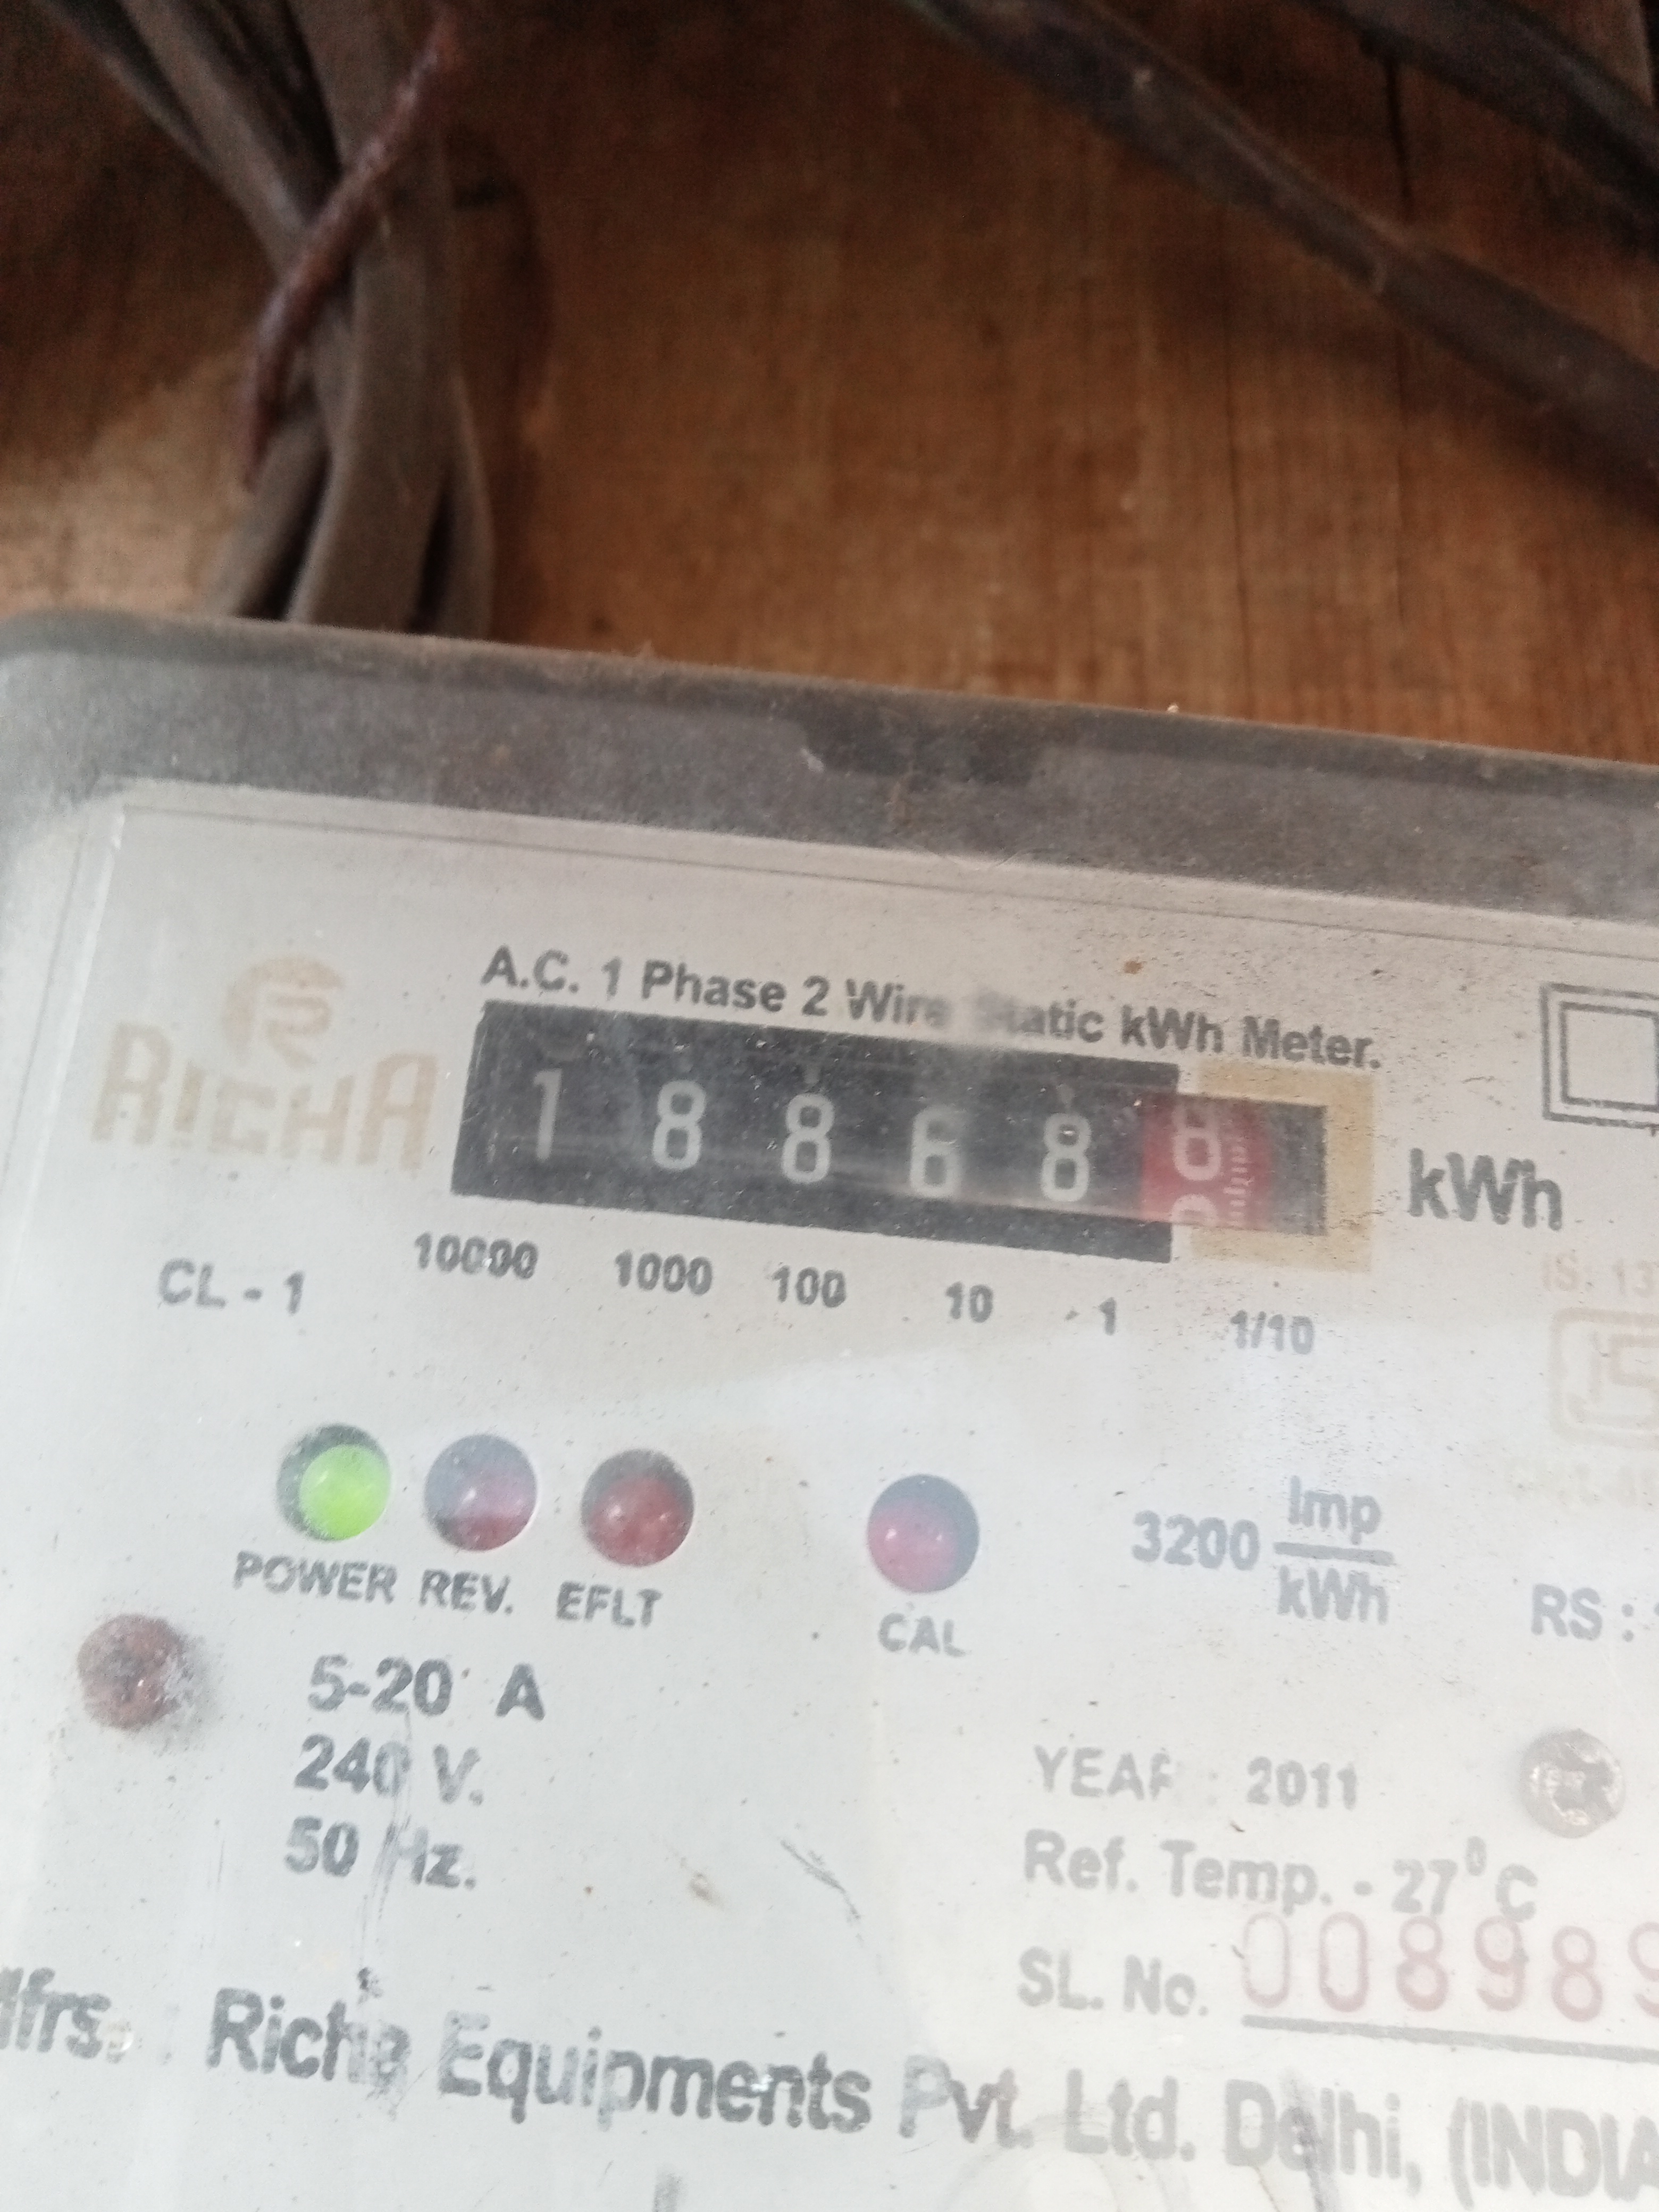 A.C. 1 Phase 2 Wire Static kWh Meter.
RICHA
1 8 8 6 8 8 kWh
10000 1000 100 10 1 1/10
CL - 1
POWER REV. EFLT CAL
3200 Imp
kWh
RS :
5-20 A
240 V.
50 Hz.
YEAR : 2011
Ref. Temp. - 27°C
SL. No. 008989
Mfrs. : Richa Equipments Pvt. Ltd. Delhi, (INDIA